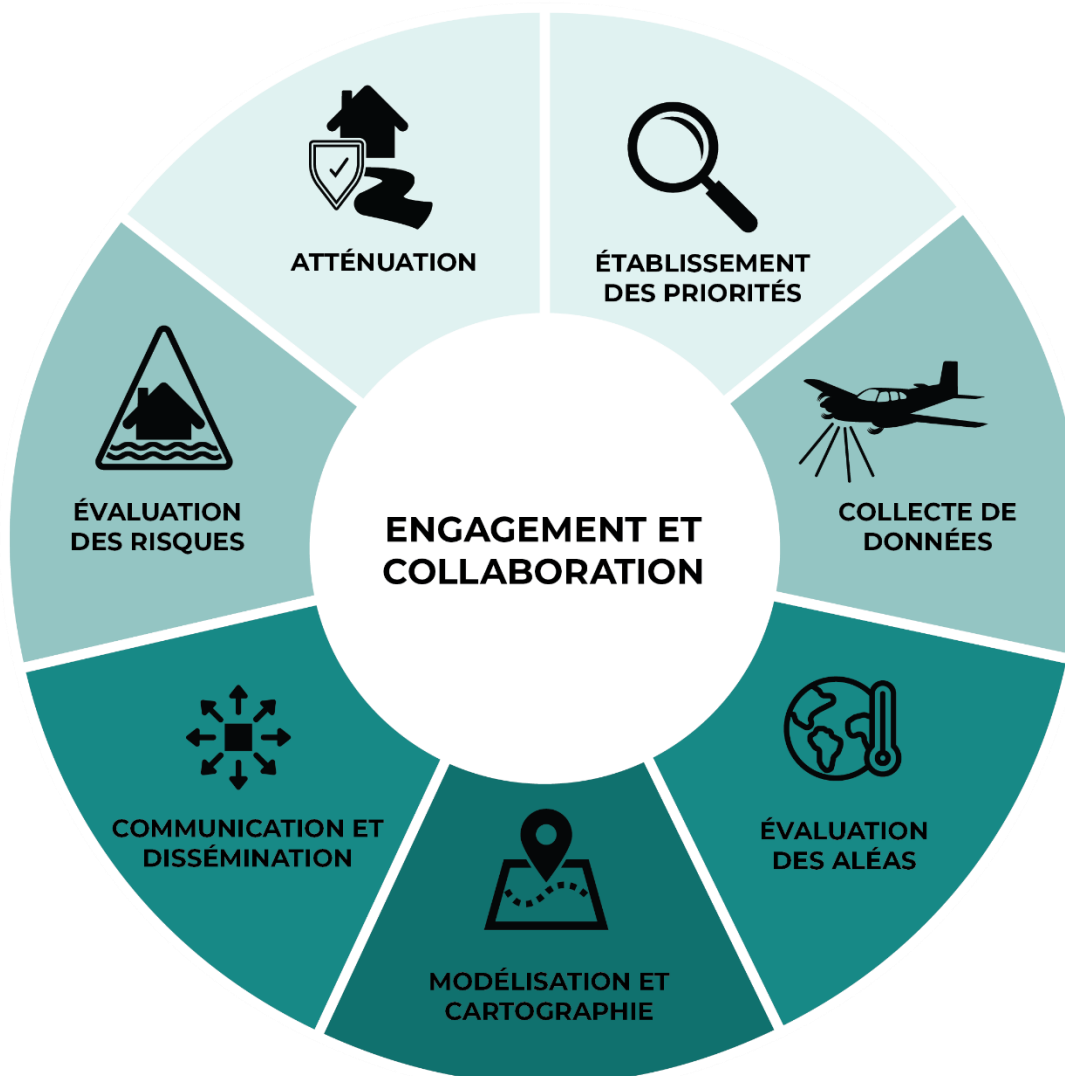 ATTÉNUATION
ÉTABLISSEMENT
DES PRIORITÉS
ÉVALUATION
DES RISQUES
COLLECTE DE
DONNÉES
ENGAGEMENT ET
COLLABORATION
COMMUNICATION ET
DISSÉMINATION
ÉVALUATION
DES ALÉAS
MODÉLISATION ET
CARTOGRAPHIE